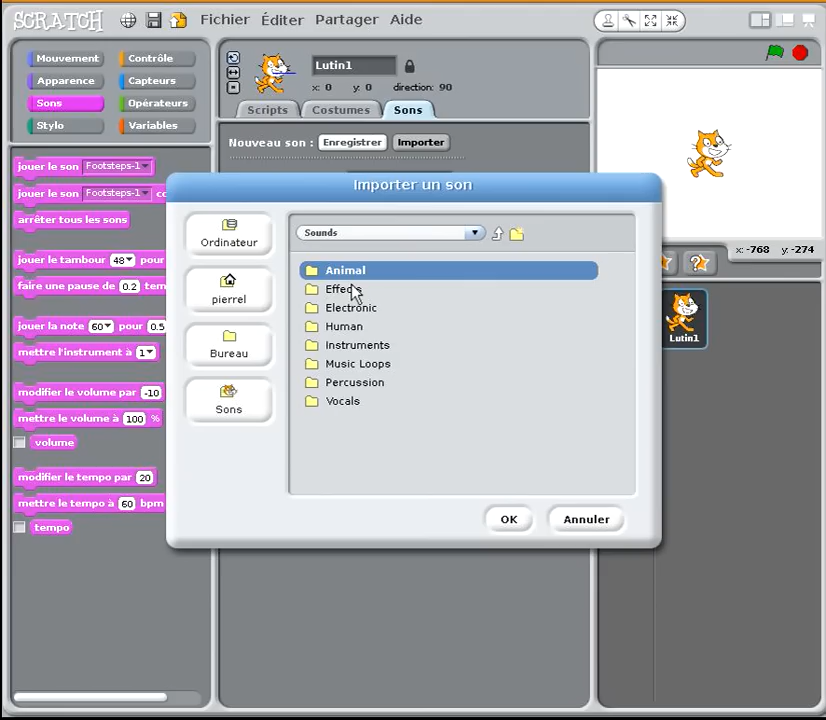 SCRATCH Fichier Éditer Partager Aide
Mouvement Contrôle
Apparence Capteurs
Sons Opérateurs
Stylo Variables
Lutin1
x: 0 y: 0 direction: 90
Scripts Costumes Sons
Nouveau son : Enregistrer Importer
jouer le son Footsteps-1
jouer le son Footsteps-1
arrêter tous les sons
jouer le tambour 48 pour
faire une pause de 0.2
jouer la note 60 pour 0.5
mettre l'instrument à 1
modifier le volume par -10
mettre le volume à 100 %
volume
modifier le tempo par 20
mettre le tempo à 60 bpm
tempo
Importer un son
Ordinateur
pierrel
Bureau
Sons
Sounds
Animal
Effects
Electronic
Human
Instruments
Music Loops
Percussion
Vocals
OK Annuler
x: -768 y: -274
Lutin1